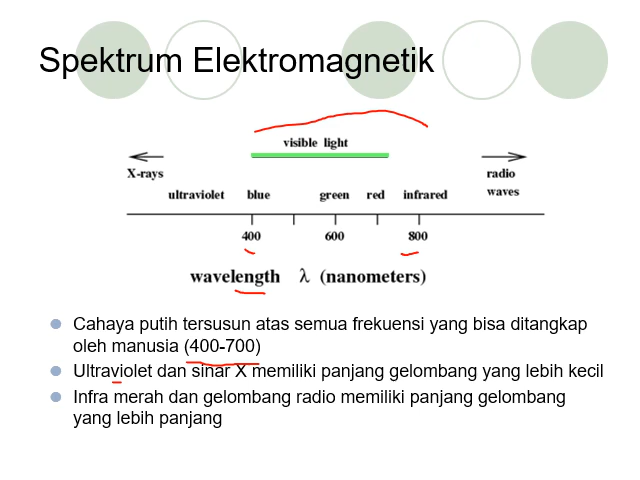 Spektrum Elektromagnetik
visible light
X-rays
radio
waves
ultraviolet blue green red infrared
400 600 800
wavelength λ (nanometers)
Cahaya putih tersusun atas semua frekuensi yang bisa ditangkap
oleh manusia (400-700)
Ultraviolet dan sinar X memiliki panjang gelombang yang lebih kecil
Infra merah dan gelombang radio memiliki panjang gelombang
yang lebih panjang